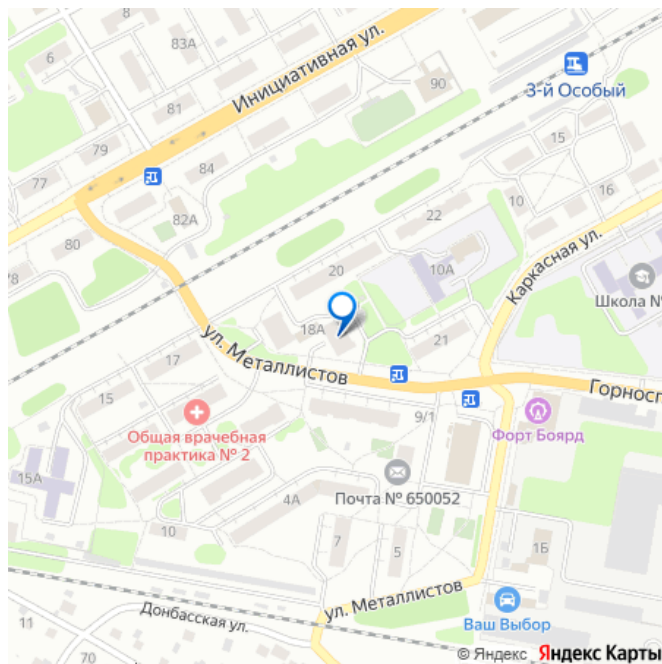 83А
6
90
3-й Особый
Инициативная ул.
81
79
84
15
77
82А
22
10
16
80
78
20
10А
Каркасная ул.
Школа №
18А
21
ул. Металлистов
17
15
9/1
Горносп
Форт Боярд
Общая врачебная
практика № 2
15А
4А
Почта № 650052
10
7
5
1Б
ул. Металлистов
Донбасская ул.
11
Ваш Выбор
70
© Яндекс Яндекс Карты